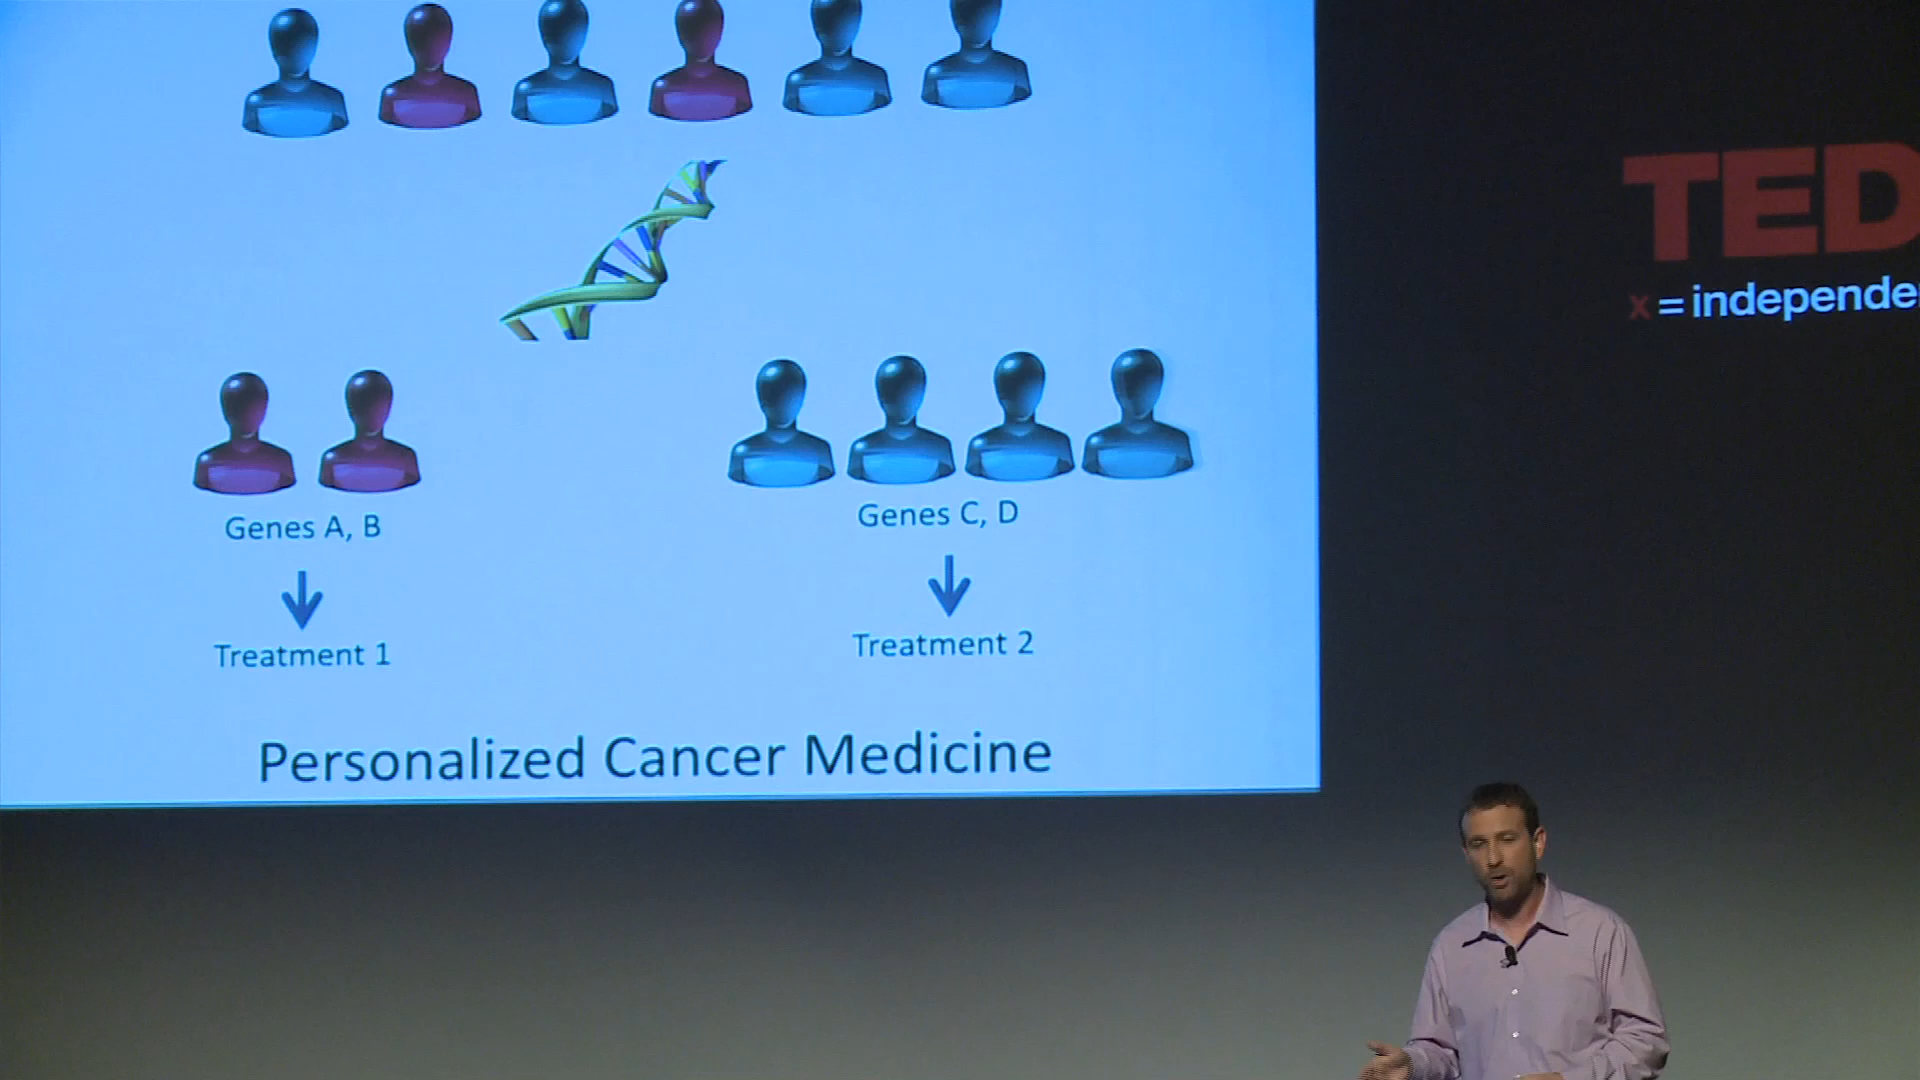 Genes A, B
Genes C, D
Treatment 1
Treatment 2
Personalized Cancer Medicine
TED
x = independe